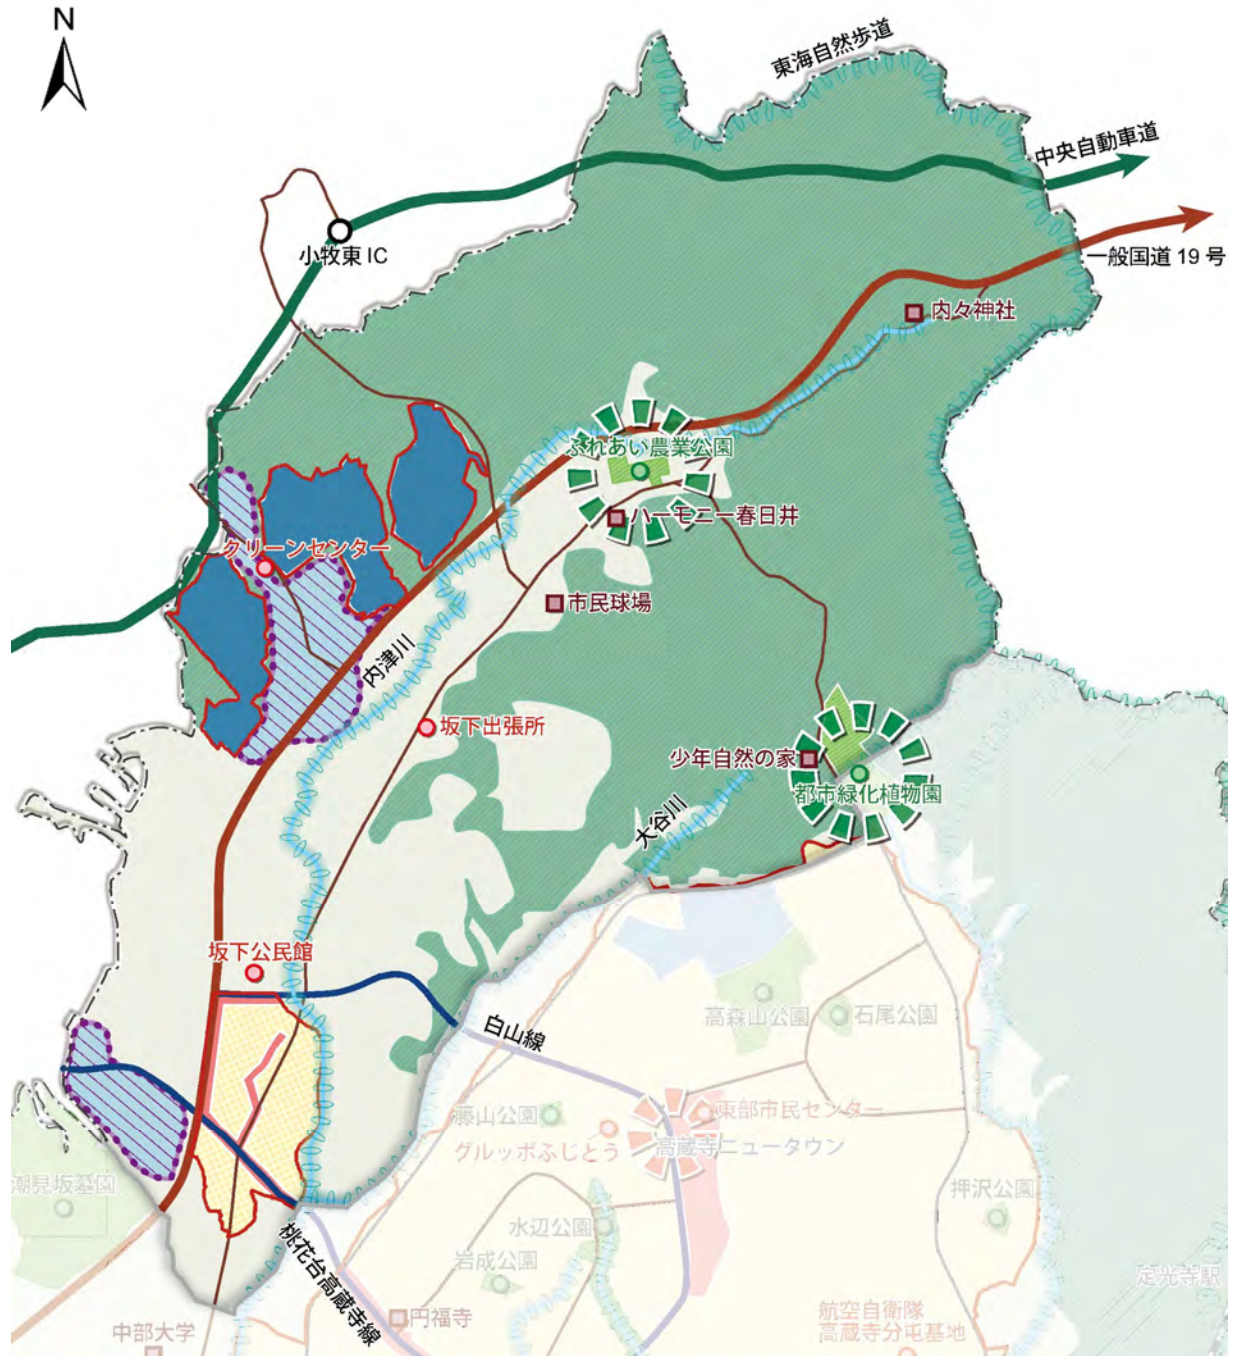 N
東海自然歩道
中央自動車道
小牧東 IC
一般国道 19 号
内々神社
ふれあい農業公園
ハーモニー春日井
クリーンセンター
市民球場
内津川
坂下出張所
少年自然の家
都市緑化植物園
大谷川
坂下公民館
白山線
高森山公園
石尾公園
藤山公園
東部市民センター
グルッポふじとう
高蔵寺ニュータウン
潮見坂墓園
押沢公園
水辺公園
岩成公園
桃花台高蔵寺線
定光寺駅
円福寺
中部大学
航空自衛隊
高蔵寺分屯基地